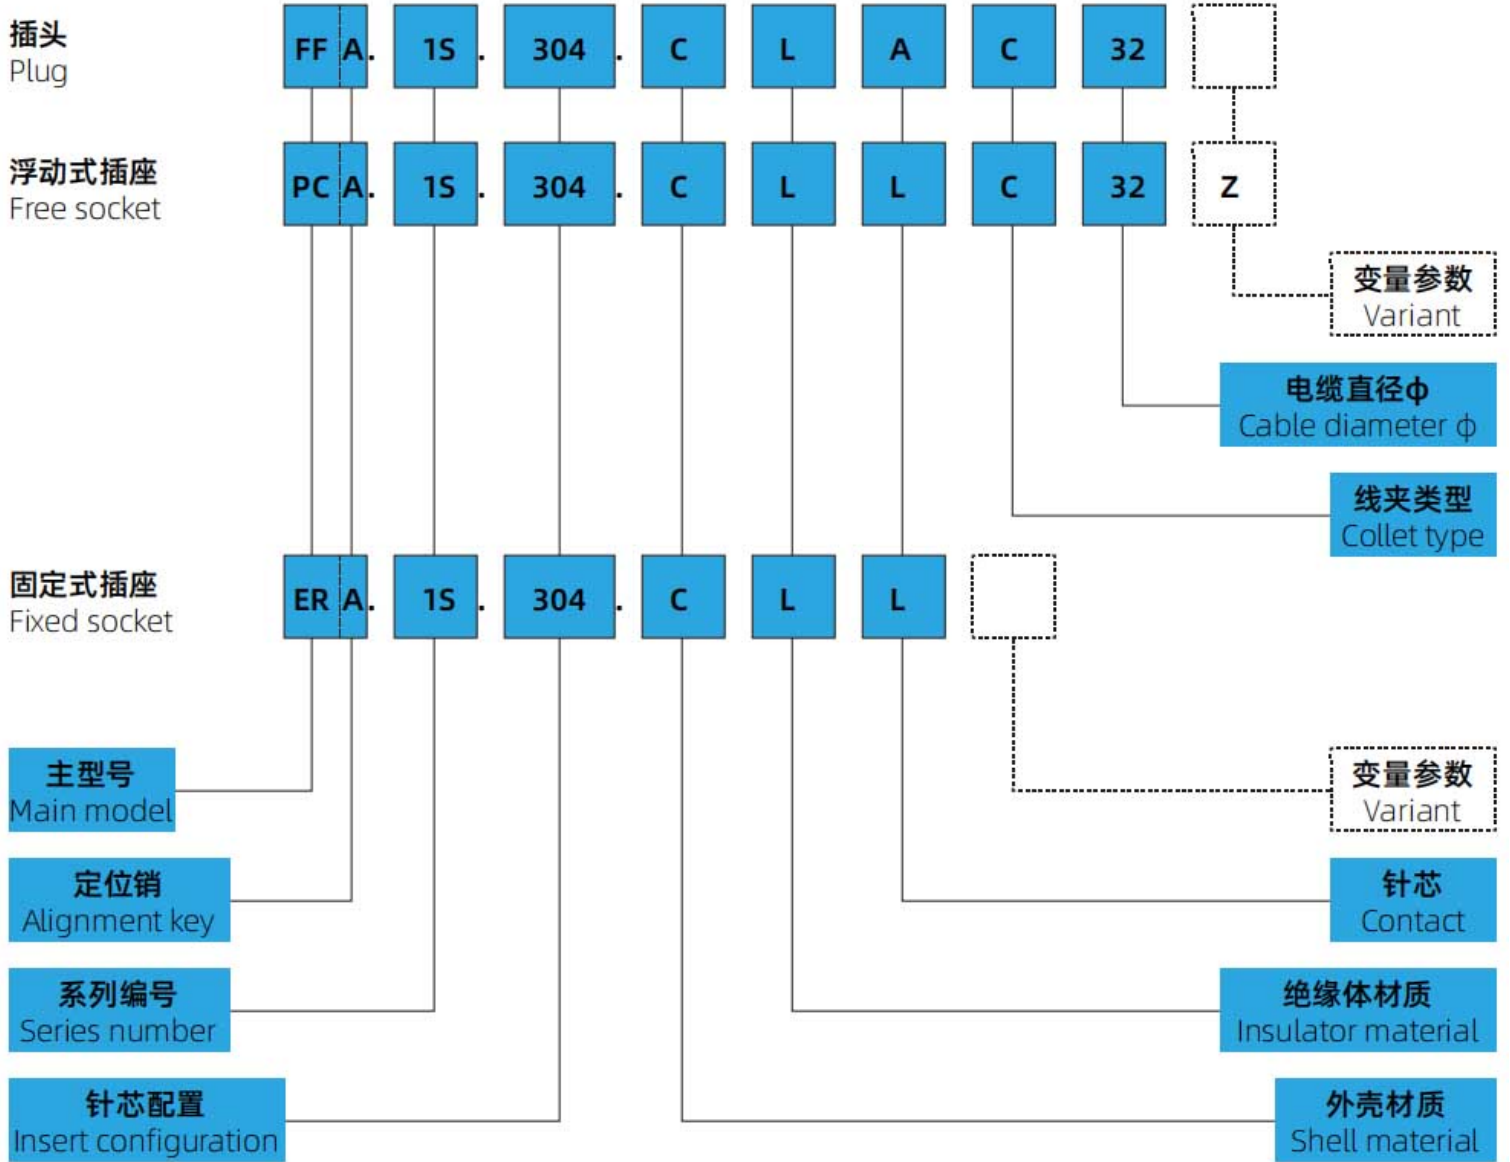 插头
Plug
FF A. 1S . 304 . C L A C 32
浮动式插座
Free socket
PC A. 1S . 304 . C L L C 32 Z
变量参数
Variant
电缆直径ϕ
Cable diameter ϕ
线夹类型
Collet type
固定式插座
Fixed socket
ER A. 1S . 304 . C L L
主型号
Main model
变量参数
Variant
定位销
Alignment key
针芯
Contact
系列编号
Series number
绝缘体材质
Insulator material
针芯配置
Insert configuration
外壳材质
Shell material